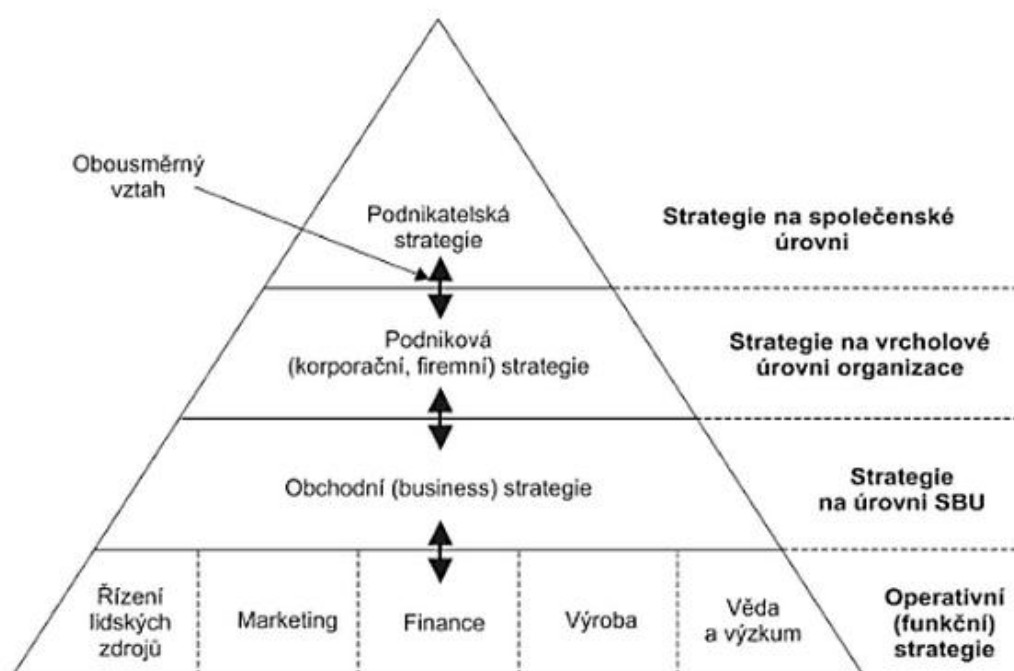 Obousměrný
vztah
Podnikatelská
strategie
Strategie na společenské
úrovni
Podniková
(korporační, firemní) strategie
Strategie na vrcholové
úrovni organizace
Obchodní (business) strategie
Strategie
na úrovni SBU
Řízení
lidských
zdrojů
Marketing
Finance
Výroba
Věda
a výzkum
Operativní
(funkční)
strategie